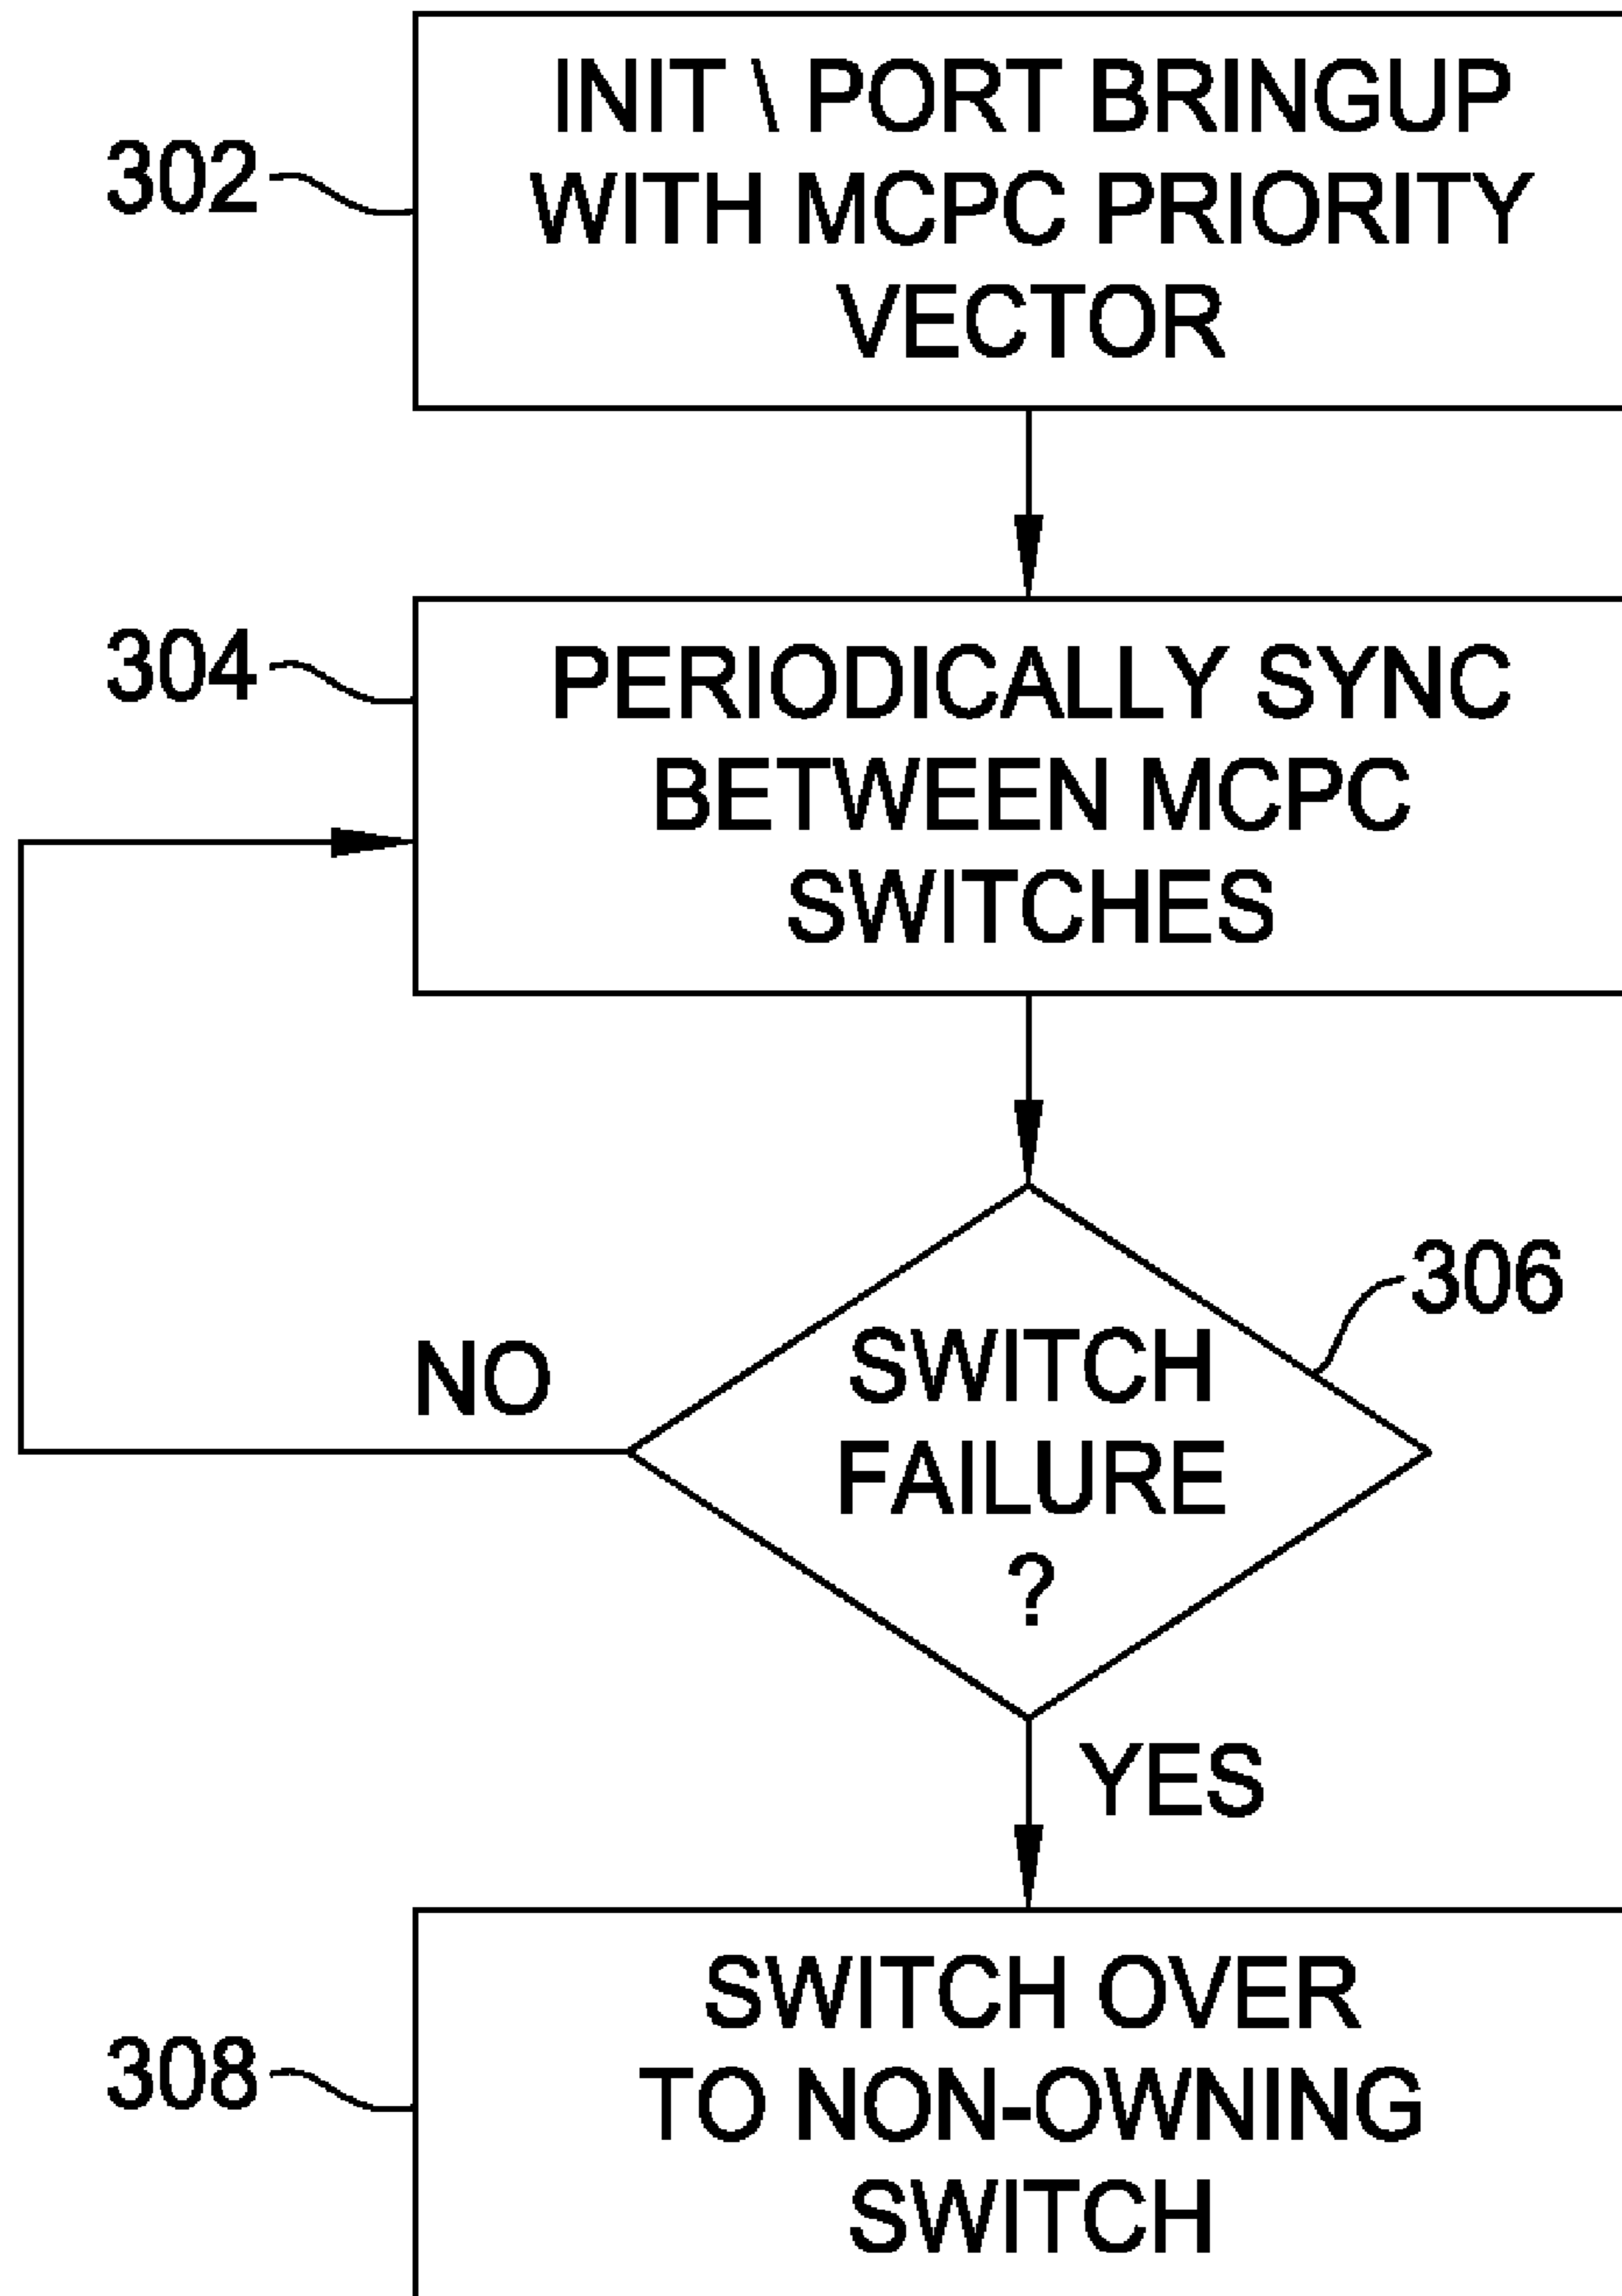 302
INIT \ PORT BRINGUP
WITH MCPC PRIORITY
VECTOR
304
PERIODICALLY SYNC
BETWEEN MCPC
SWITCHES
306
NO
SWITCH
FAILURE
?
YES
308
SWITCH OVER
TO NON-OWNING
SWITCH